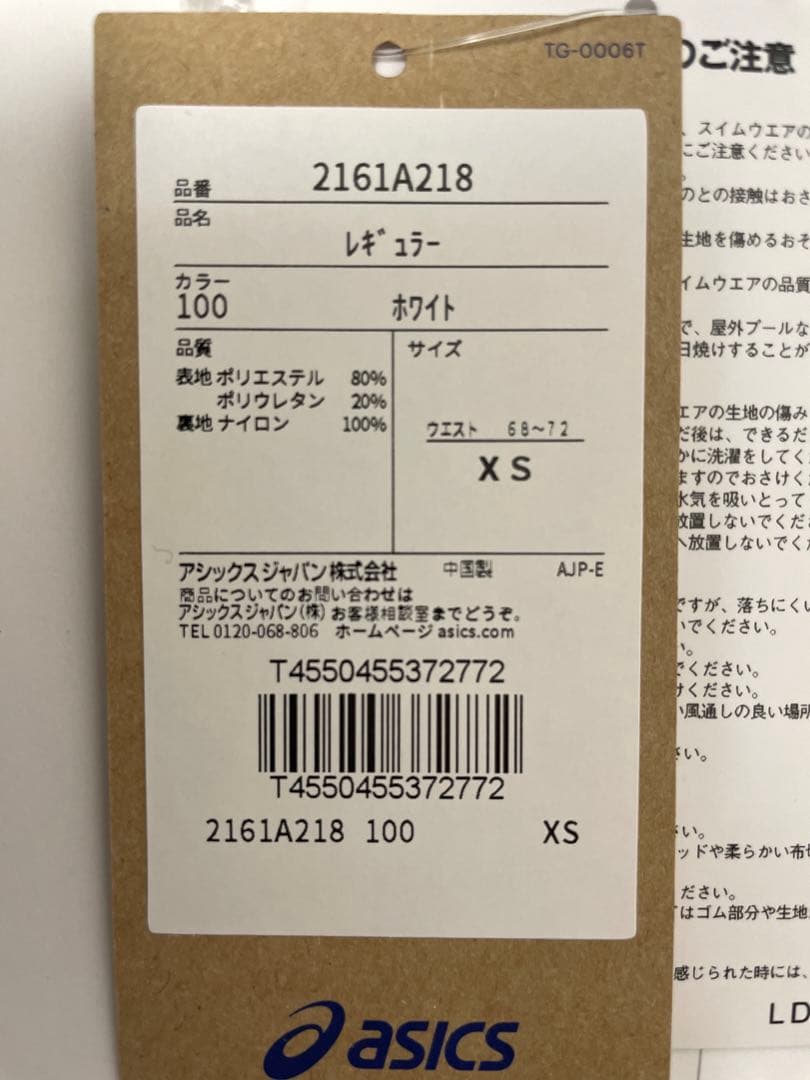 TG-0006T
品番 2161A218
品名
ﾚｷﾞｭﾗｰ
カラー
100 ホワイト
品質 サイズ
表地 ポリエステル 80%
ポリウレタン 20%
裏地 ナイロン 100%
ウエスト 68~72
XS
アシックスジャパン株式会社 中国製 AJP-E
商品についてのお問い合わせは
アシックスジャパン(株)お客様相談室までどうぞ。
TEL 0120-068-806 ホームページ asics.com
T4550455372772
T4550455372772
2161A218 100 XS
asics
のご注意
、スイムウエアの
にご注意ください
。
のとの接触はおさ
生地を傷めるおそ
イムウエアの品質
で、屋外プールな
日焼けすることが
エアの生地の傷み
だ後は、できるだ
かに洗濯をしてく
ますのでおさけく
水気を吸いとって
放置しないでくだ
へ放置しないでく
ですが、落ちにくい
いでください。
い。
でください。
けください。
い風通しの良い場所
さい。
さい。
ッドや柔らかい布
ださい。
はゴム部分や生地
感じられた時には、
LD